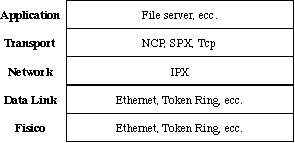 Application File server, ecc.
Transport NCP, SPX, Tcp
Network IPX
Data Link Ethernet, Token Ring, ecc.
Fisico Ethernet, Token Ring, ecc.